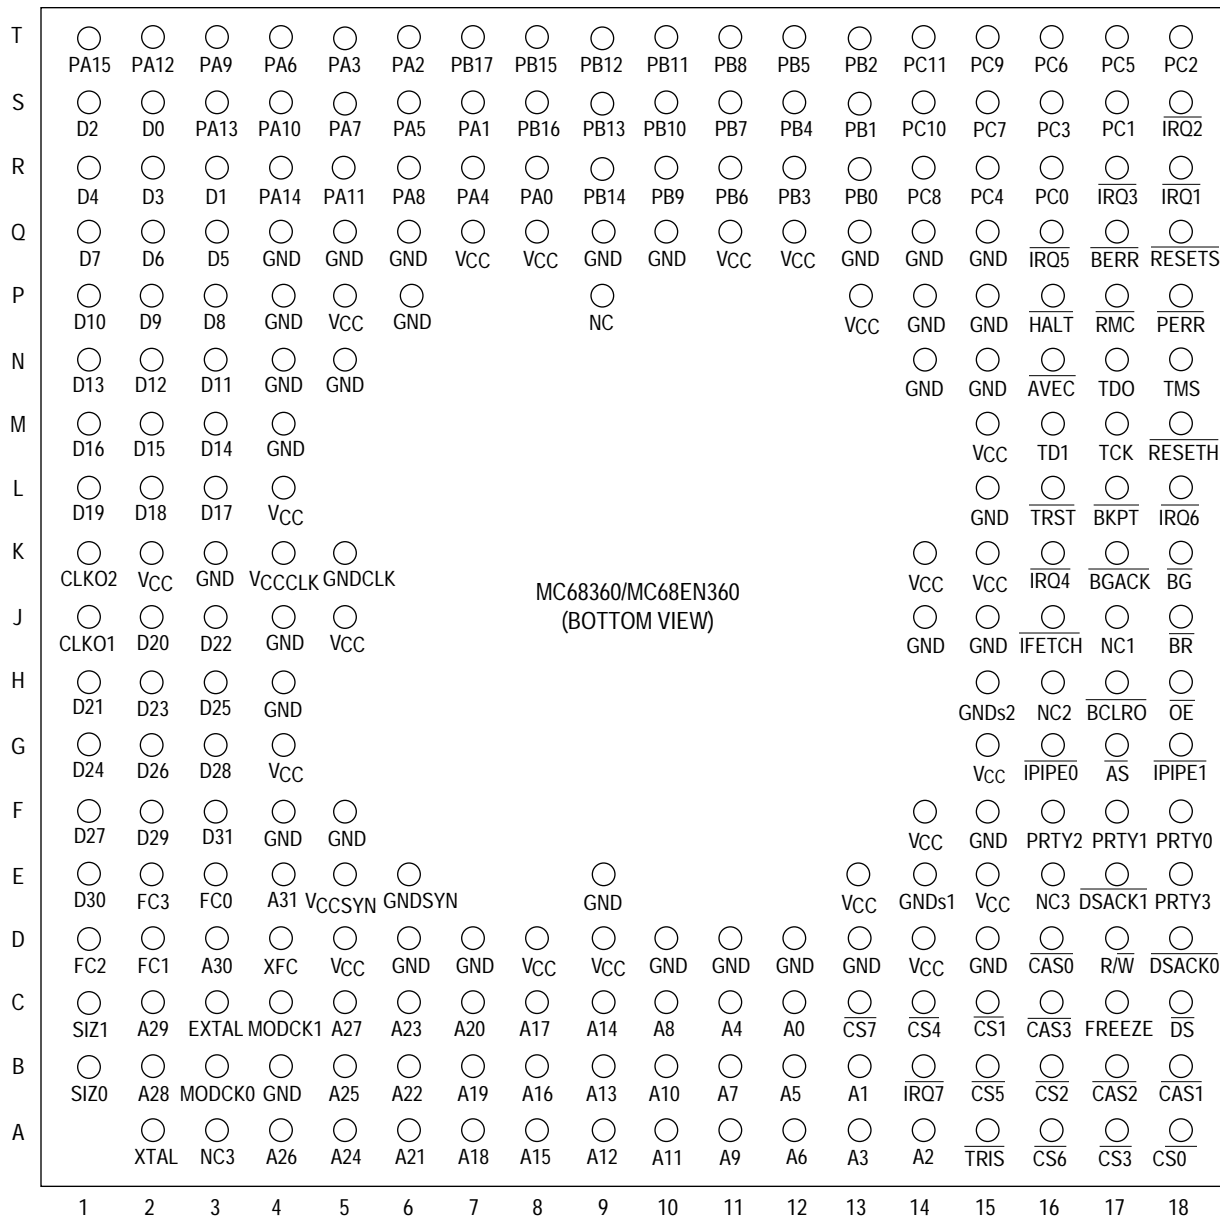 T
PA15 PA12 PA9 PA6 PA3 PA2 PB17 PB15 PB12 PB11 PB8 PB5 PB2 PC11 PC9 PC6 PC5 PC2
S
D2 D0 PA13 PA10 PA7 PA5 PA1 PB16 PB13 PB10 PB7 PB4 PB1 PC10 PC7 PC3 PC1 IRQ2
R
D4 D3 D1 PA14 PA11 PA8 PA4 PA0 PB14 PB9 PB6 PB3 PB0 PC8 PC4 PC0 IRQ3 IRQ1
Q
D7 D6 D5 GND GND GND VCC VCC GND GND VCC VCC GND GND GND IRQ5 BERR RESETS
P
D10 D9 D8 GND VCC GND NC VCC GND GND HALT RMC PERR
N
D13 D12 D11 GND GND GND GND AVEC TDO TMS
M
D16 D15 D14 GND VCC TD1 TCK RESETH
L
D19 D18 D17 VCC GND TRST BKPT IRQ6
K
CLKO2 VCC GND VCCCLK GNDCLK VCC VCC IRQ4 BGACK BG
MC68360/MC68EN360
(BOTTOM VIEW)
J
CLKO1 D20 D22 GND VCC GND GND IFETCH NC1 BR
H
D21 D23 D25 GND GNDs2 NC2 BCLRO OE
G
D24 D26 D28 VCC VCC IPIPE0 AS IPIPE1
F
D27 D29 D31 GND GND VCC GND PRTY2 PRTY1 PRTY0
E
D30 FC3 FC0 A31 VCCSYN GNDSYN GND VCC GNDs1 VCC NC3 DSACK1 PRTY3
D
FC2 FC1 A30 XFC VCC GND GND VCC VCC GND GND GND GND VCC GND CAS0 R/W DSACK0
C
SIZ1 A29 EXTAL MODCK1 A27 A23 A20 A17 A14 A8 A4 A0 CS7 CS4 CS1 CAS3 FREEZE DS
B
SIZ0 A28 MODCK0 GND A25 A22 A19 A16 A13 A10 A7 A5 A1 IRQ7 CS5 CS2 CAS2 CAS1
A
XTAL NC3 A26 A24 A21 A18 A15 A12 A11 A9 A6 A3 A2 TRIS CS6 CS3 CS0
1 2 3 4 5 6 7 8 9 10 11 12 13 14 15 16 17 18